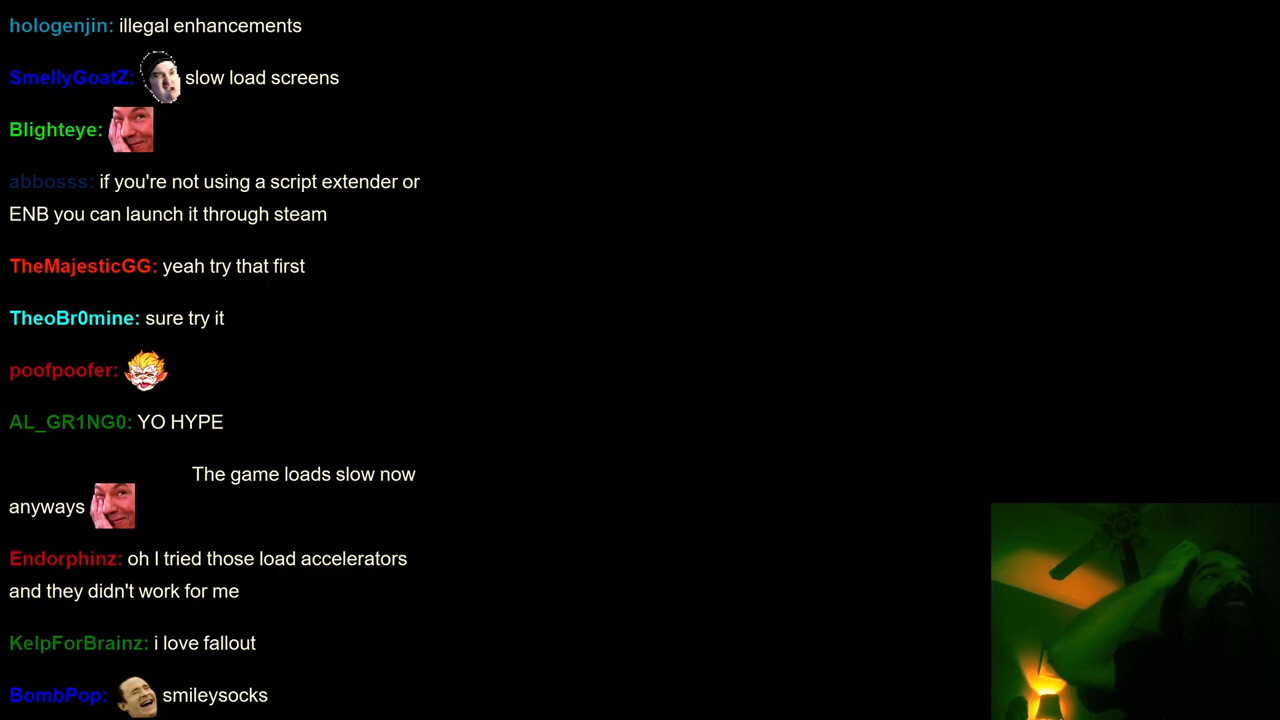 hologenjin: illegal enhancements
SmellyGoatZ: slow load screens
Blighteye:
abbosss: if you're not using a script extender or
ENB you can launch it through steam
TheMajesticGG: yeah try that first
TheoBr0mine: sure try it
poofpoofer:
AL_GR1NG0: YO HYPE
The game loads slow now
anyways
Endorphinz: oh I tried those load accelerators
and they didn't work for me
KelpForBrainz: i love fallout
BombPop: smileysocks